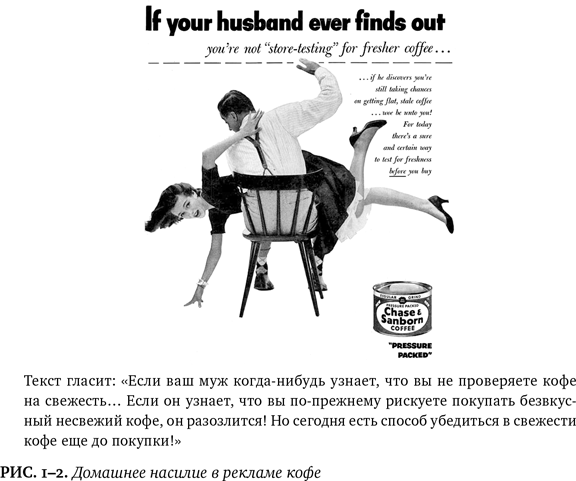 If your husband ever finds out
you're not “store-testing” for fresher coffee...
...if he discovers you're
still taking chances
on getting flat, stale coffee
...woe be unto you!
For today
there's a sure
and certain way
to test for freshness
before you buy
REGULAR GRIND
PRESSURE PACKED
Chase &
Sanborn
COFFEE
"PRESSURE
PACKED"
Текст гласит: «Если ваш муж когда-нибудь узнает, что вы не проверяете кофе
на свежесть… Если он узнает, что вы по-прежнему рискуете покупать безвкус-
ный несвежий кофе, он разозлится! Но сегодня есть способ убедиться в свежести
кофе еще до покупки!»
РИС. 1–2. Домашнее насилие в рекламе кофе